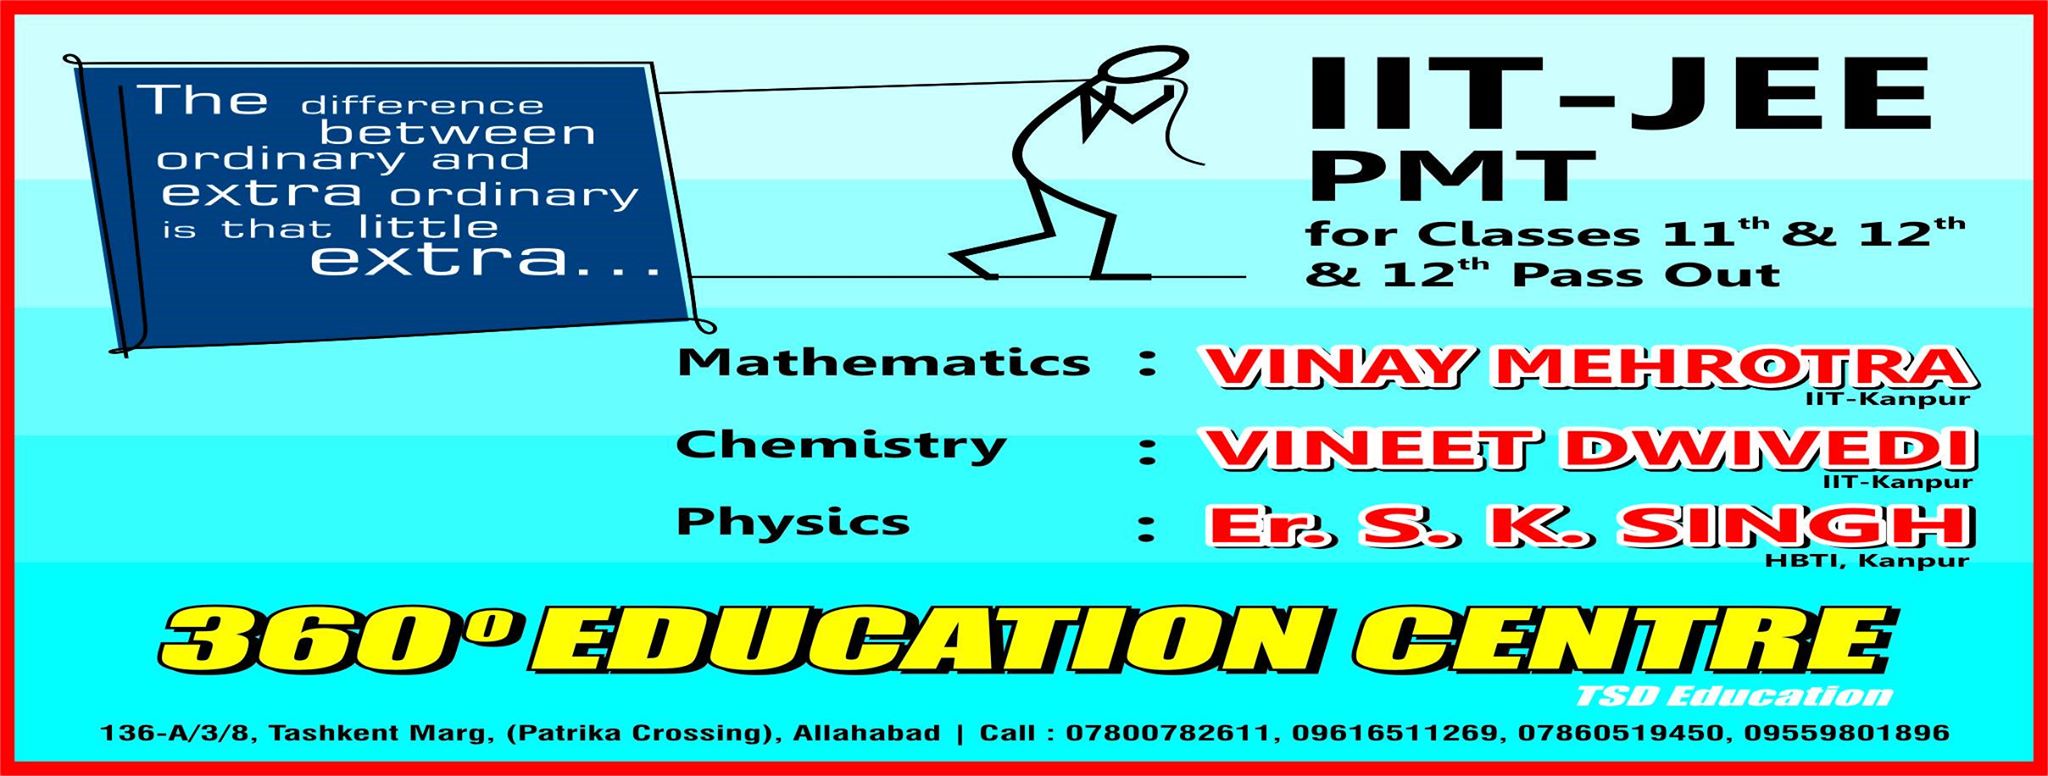 The difference
between
ordinary and
extra ordinary
is that little
extra...
IIT-JEE
PMT
for Classes 11th & 12th
& 12th Pass Out
Mathematics : VINAY MEHROTRA
IIT-Kanpur
Chemistry : VINEET DWIVEDI
IIT-Kanpur
Physics : Er. S. K. SINGH
HBTI, Kanpur
360º EDUCATION CENTRE
TSD Education
136-A/3/8, Tashkent Marg, (Patrika Crossing), Allahabad | Call : 07800782611, 09616511269, 07860519450, 09559801896